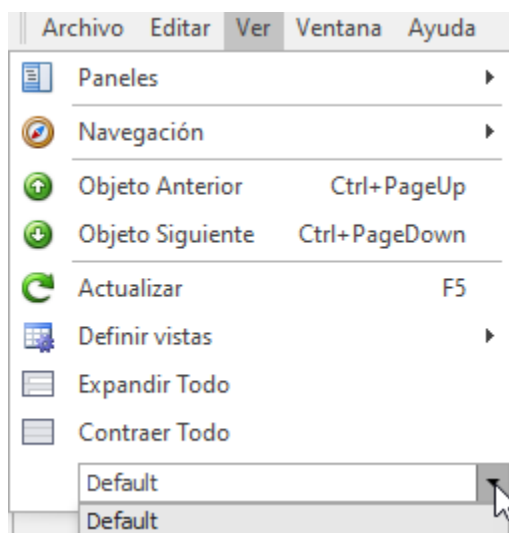 Archivo Editar Ver Ventana Ayuda
Paneles
Navegación
Objeto Anterior Ctrl+PageUp
Objeto Siguiente Ctrl+PageDown
Actualizar F5
Definir vistas
Expandir Todo
Contraer Todo
Default
Default